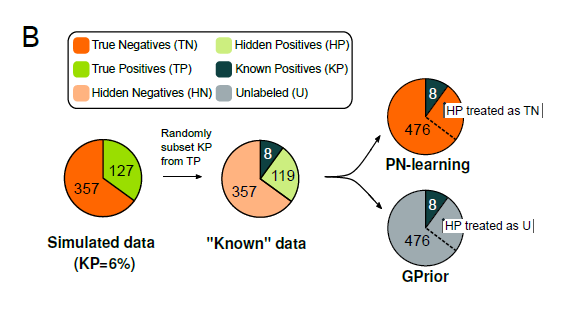 B
True Negatives (TN)
Hidden Positives (HP)
True Positives (TP)
Known Positives (KP)
Hidden Negatives (HN)
Unlabeled (U)
127
357
Simulated data
(KP=6%)
Randomly
subset KP
from TP
8
119
357
"Known" data
8
HP treated as TN
476
PN-learning
8
HP treated as U
476
GPrior